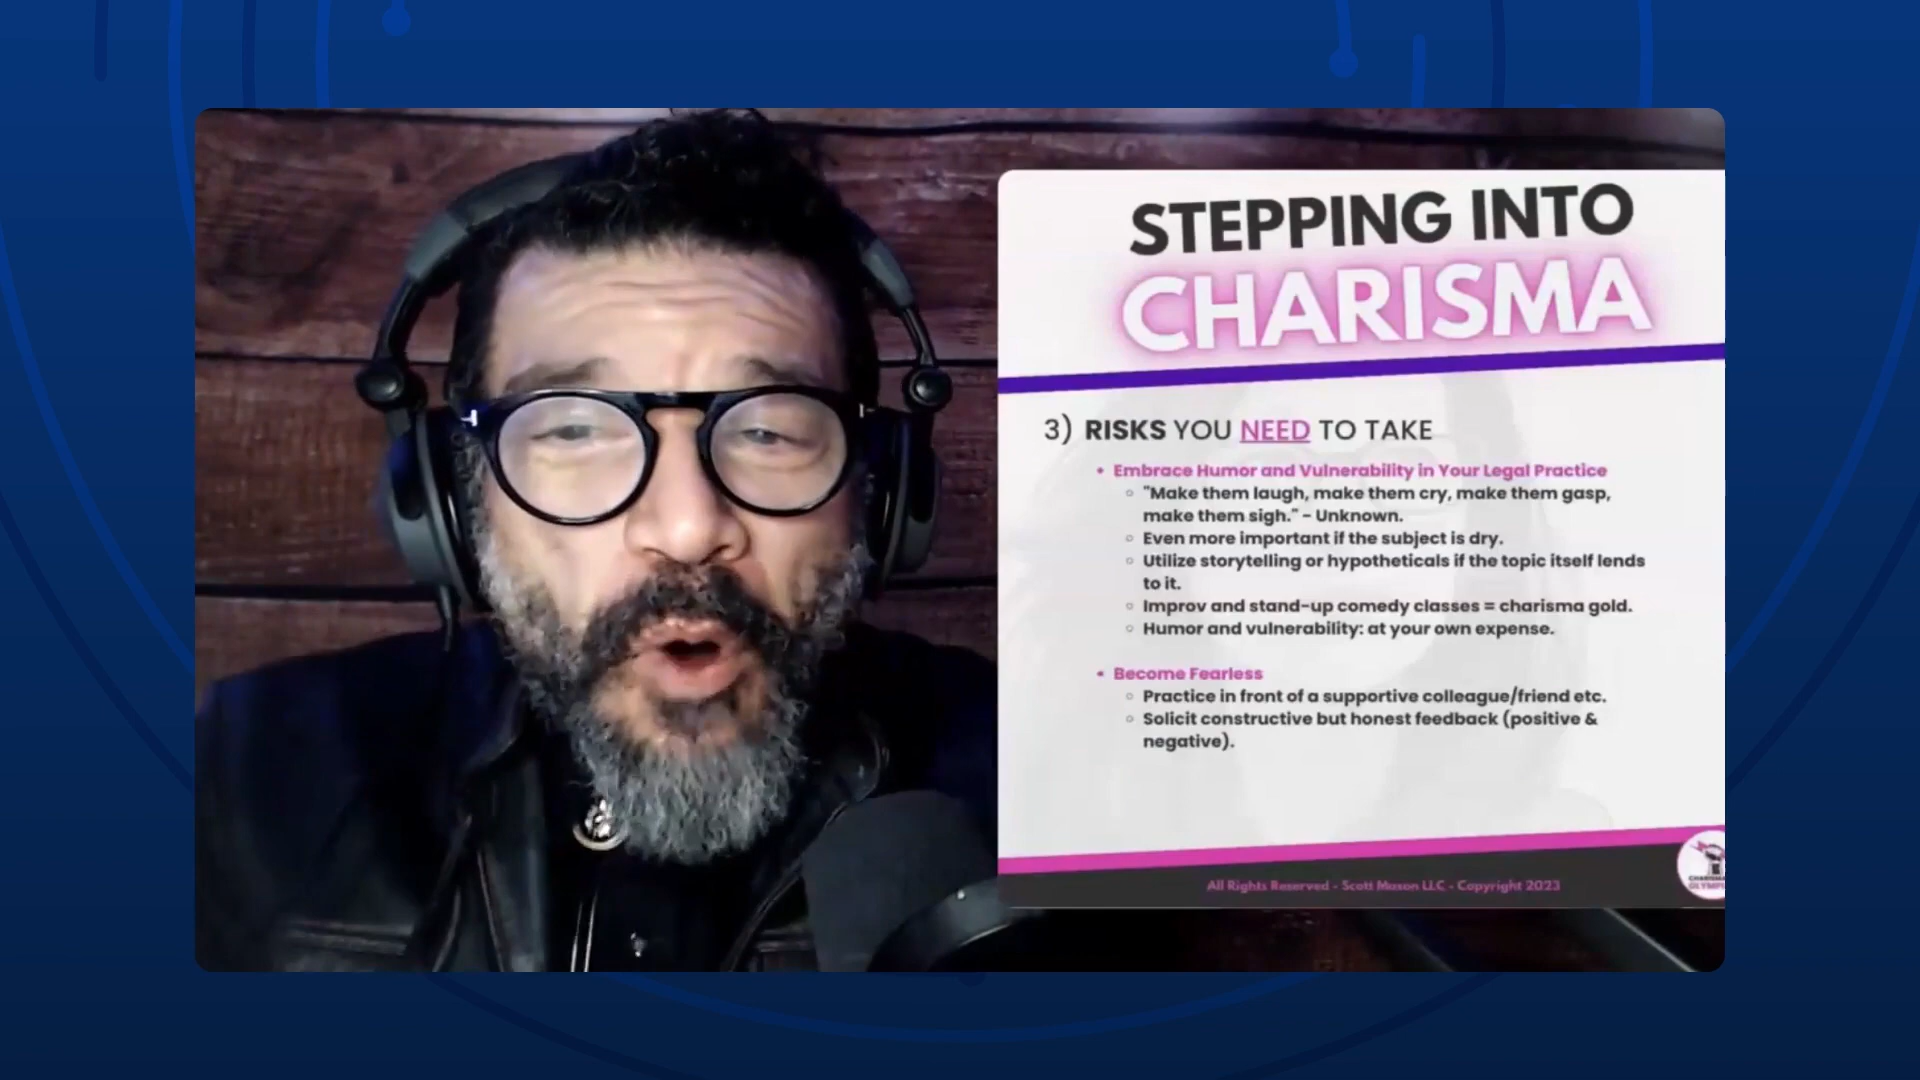 STEPPING INTO
CHARISMA
3) RISKS YOU NEED TO TAKE
• Embrace Humor and Vulnerability in Your Legal Practice
◦ "Make them laugh, make them cry, make them gasp,
make them sigh." - Unknown.
◦ Even more important if the subject is dry.
◦ Utilize storytelling or hypotheticals if the topic itself lends
to it.
◦ Improv and stand-up comedy classes = charisma gold.
◦ Humor and vulnerability: at your own expense.
• Become Fearless
◦ Practice in front of a supportive colleague/friend etc.
◦ Solicit constructive but honest feedback (positive &
negative).
All Rights Reserved - Scott Mason LLC - Copyright 2023